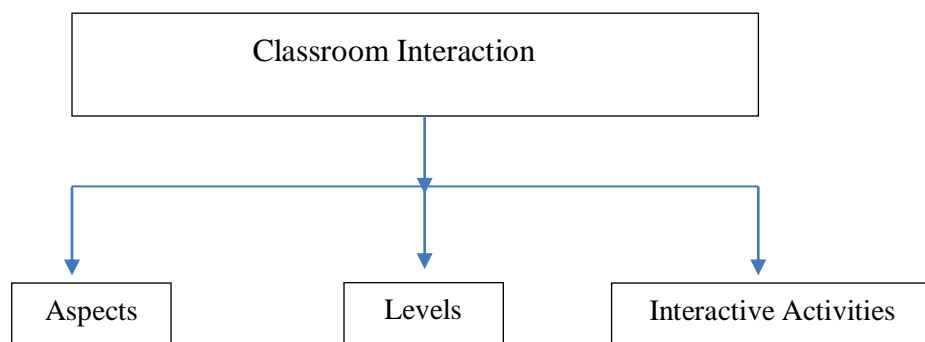 Classroom Interaction
Aspects
Levels
Interactive Activities